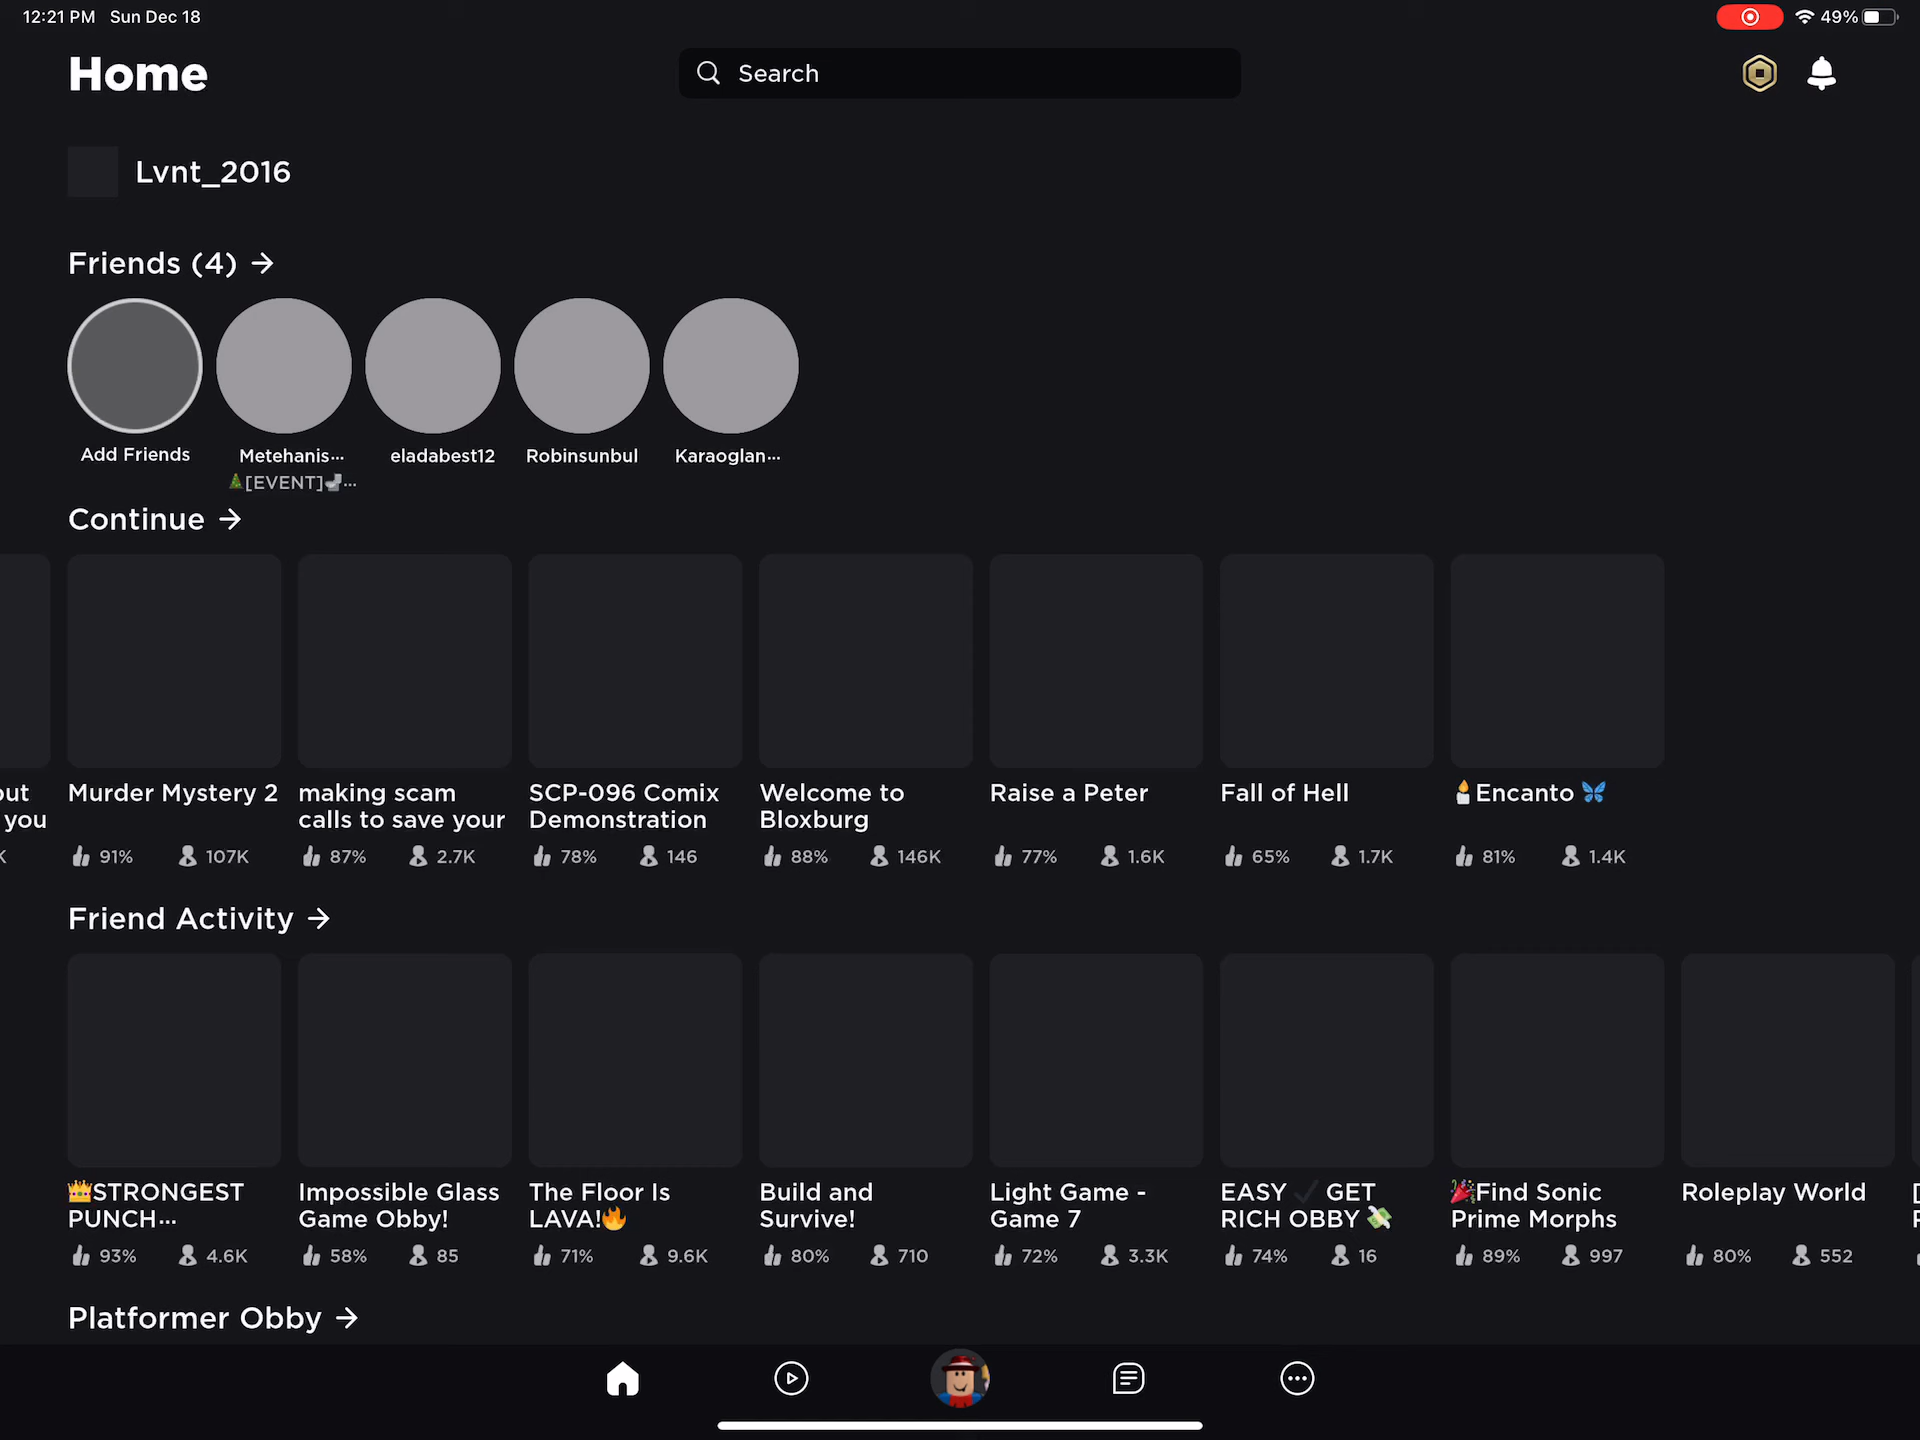 12:21 PM Sun Dec 18
49%
Home
Search
Lvnt_2016
Friends (4) →
Add Friends
Metehanis...
eladabest12
Robinsunbul
Karaoglan...
🎄[EVENT]🚽...
Continue →
out
you
K
Murder Mystery 2
91% 107K
making scam
calls to save your
87% 2.7K
SCP-096 Comix
Demonstration
78% 146
Welcome to
Bloxburg
88% 146K
Raise a Peter
77% 1.6K
Fall of Hell
65% 1.7K
🕯️Encanto 🦋
81% 1.4K
Friend Activity →
👑STRONGEST
PUNCH...
93% 4.6K
Impossible Glass
Game Obby!
58% 85
The Floor Is
LAVA!🔥
71% 9.6K
Build and
Survive!
80% 710
Light Game -
Game 7
72% 3.3K
EASY ✔️ GET
RICH OBBY 💸
74% 16
🎉Find Sonic
Prime Morphs
89% 997
Roleplay World
80% 552
Platformer Obby →